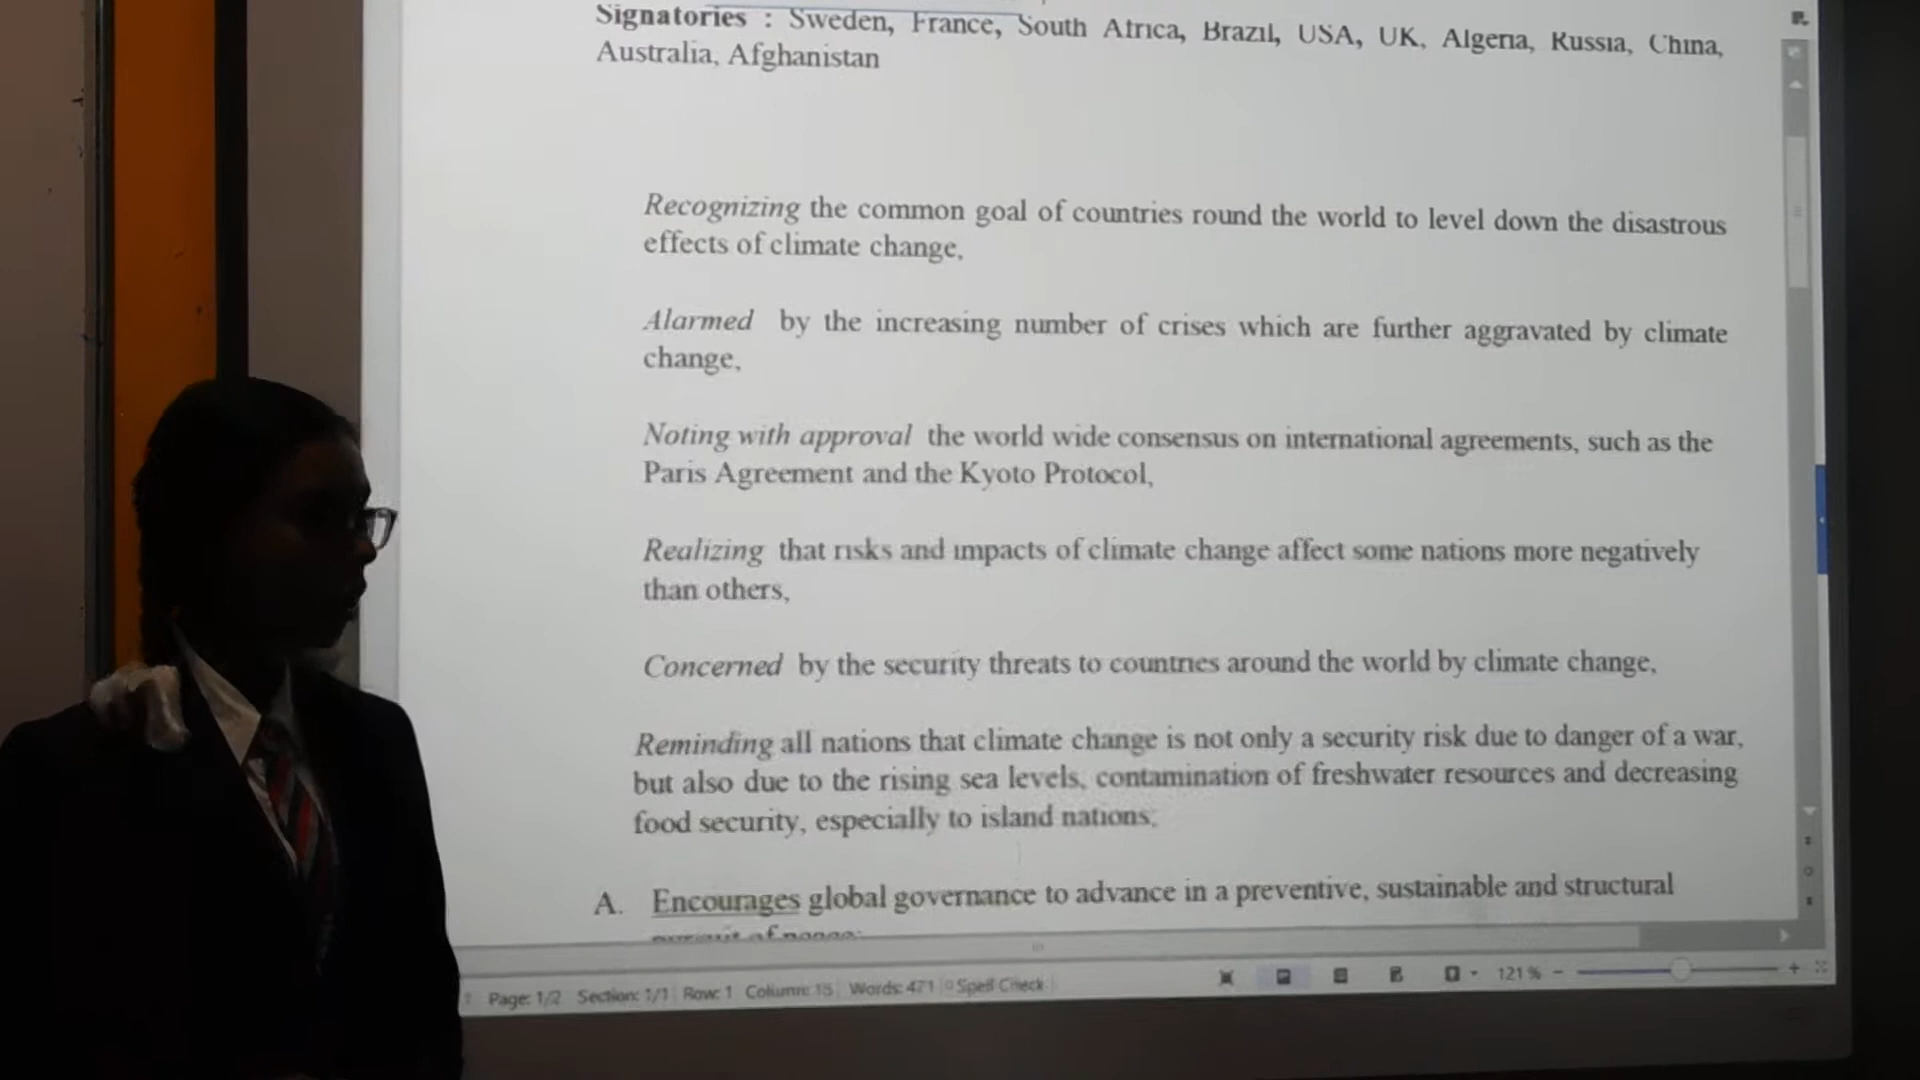 Signatories : Sweden, France, South Africa, Brazil, USA, UK, Algeria, Russia, China,
Australia, Afghanistan
Recognizing the common goal of countries round the world to level down the disastrous
effects of climate change,
Alarmed by the increasing number of crises which are further aggravated by climate
change,
Noting with approval the world wide consensus on international agreements, such as the
Paris Agreement and the Kyoto Protocol,
Realizing that risks and impacts of climate change affect some nations more negatively
than others,
Concerned by the security threats to countries around the world by climate change,
Reminding all nations that climate change is not only a security risk due to danger of a war,
but also due to the rising sea levels, contamination of freshwater resources and decreasing
food security, especially to island nations;
A. Encourages global governance to advance in a preventive, sustainable and structural
pursuit of peace;
Page: 1/2 Section: 1/1 Row: 1 Column: 15 Words: 471 Spell Check 121 %